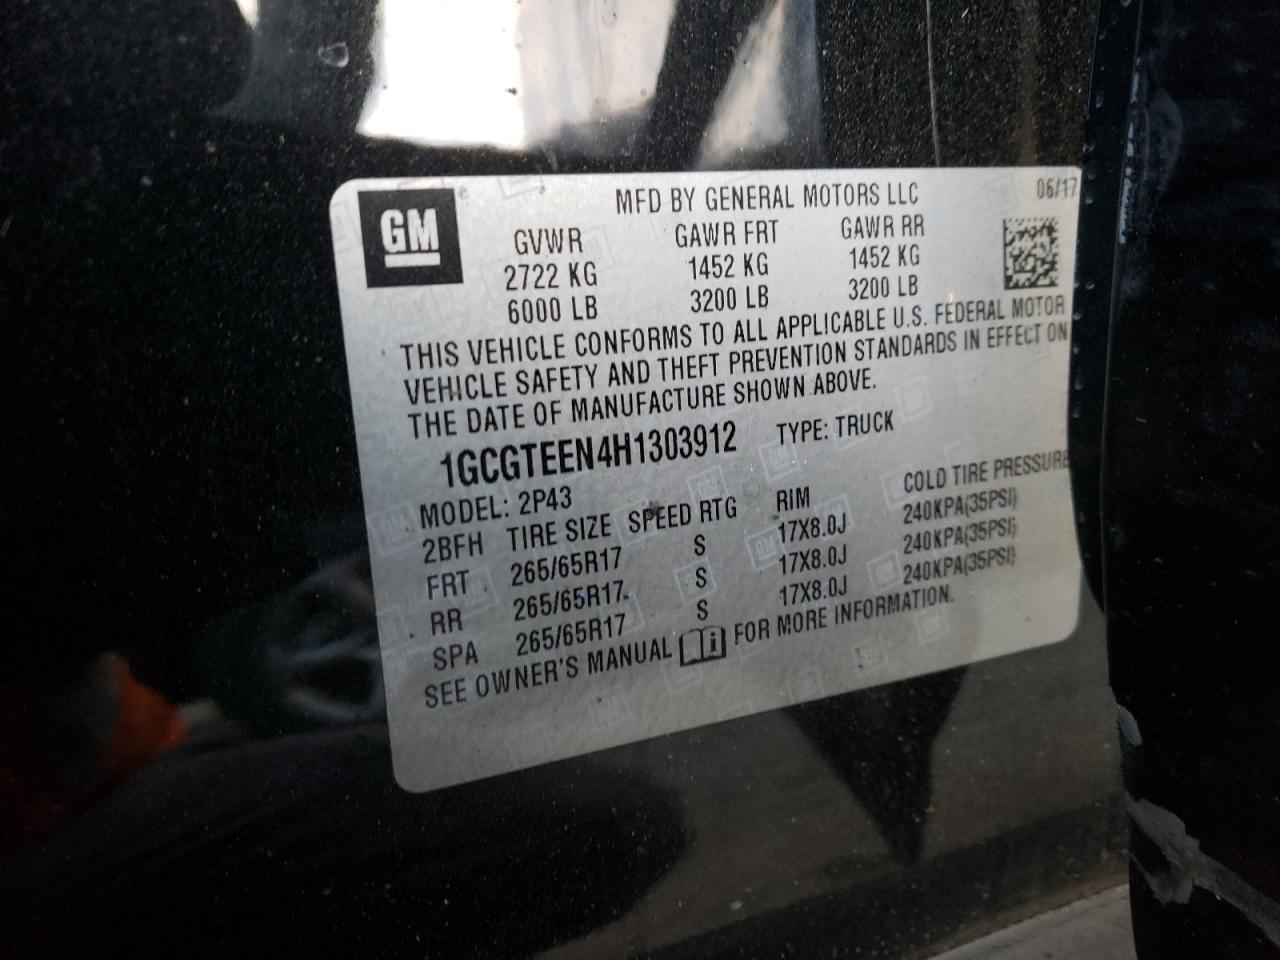 GM
MFD BY GENERAL MOTORS LLC 06/17
GVWR GAWR FRT GAWR RR
2722 KG 1452 KG 1452 KG
6000 LB 3200 LB 3200 LB
THIS VEHICLE CONFORMS TO ALL APPLICABLE U.S. FEDERAL MOTOR
VEHICLE SAFETY AND THEFT PREVENTION STANDARDS IN EFFECT ON
THE DATE OF MANUFACTURE SHOWN ABOVE.
1GCGTEEN4H1303912 TYPE: TRUCK
MODEL: 2P43
2BFH TIRE SIZE SPEED RTG RIM COLD TIRE PRESSURE
FRT 265/65R17 S 17X8.0J 240KPA(35PSI)
RR 265/65R17 S 17X8.0J 240KPA(35PSI)
SPA 265/65R17 S 17X8.0J 240KPA(35PSI)
SEE OWNER'S MANUAL FOR MORE INFORMATION.